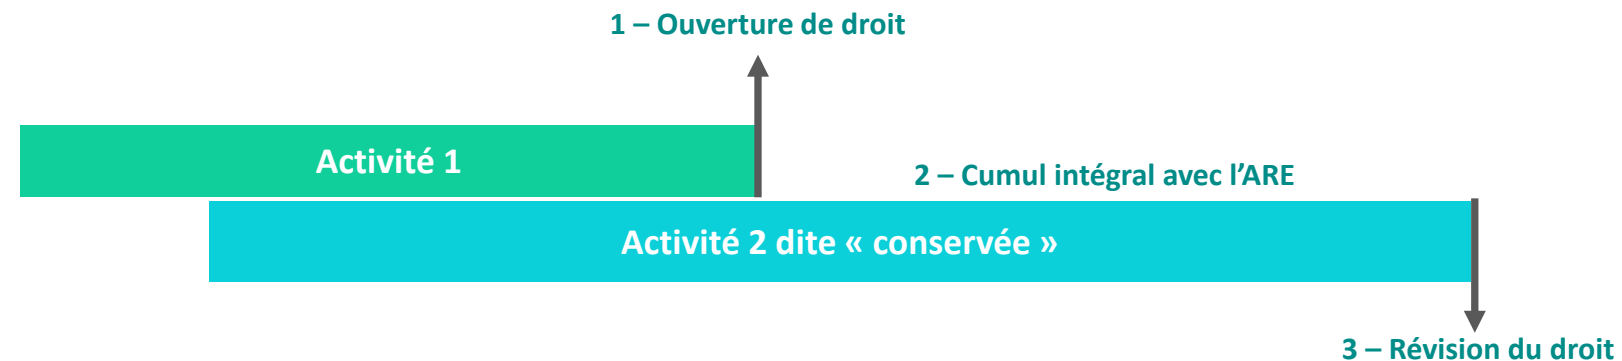 1 – Ouverture de droit
Activité 1
2 – Cumul intégral avec l’ARE
Activité 2 dite « conservée »
3 – Révision du droit